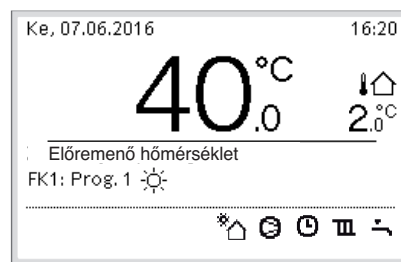 Ke, 07.06.2016 16:20
40.0 °C
2.0 °C
Előremenő hőmérséklet
FK1: Prog. 1